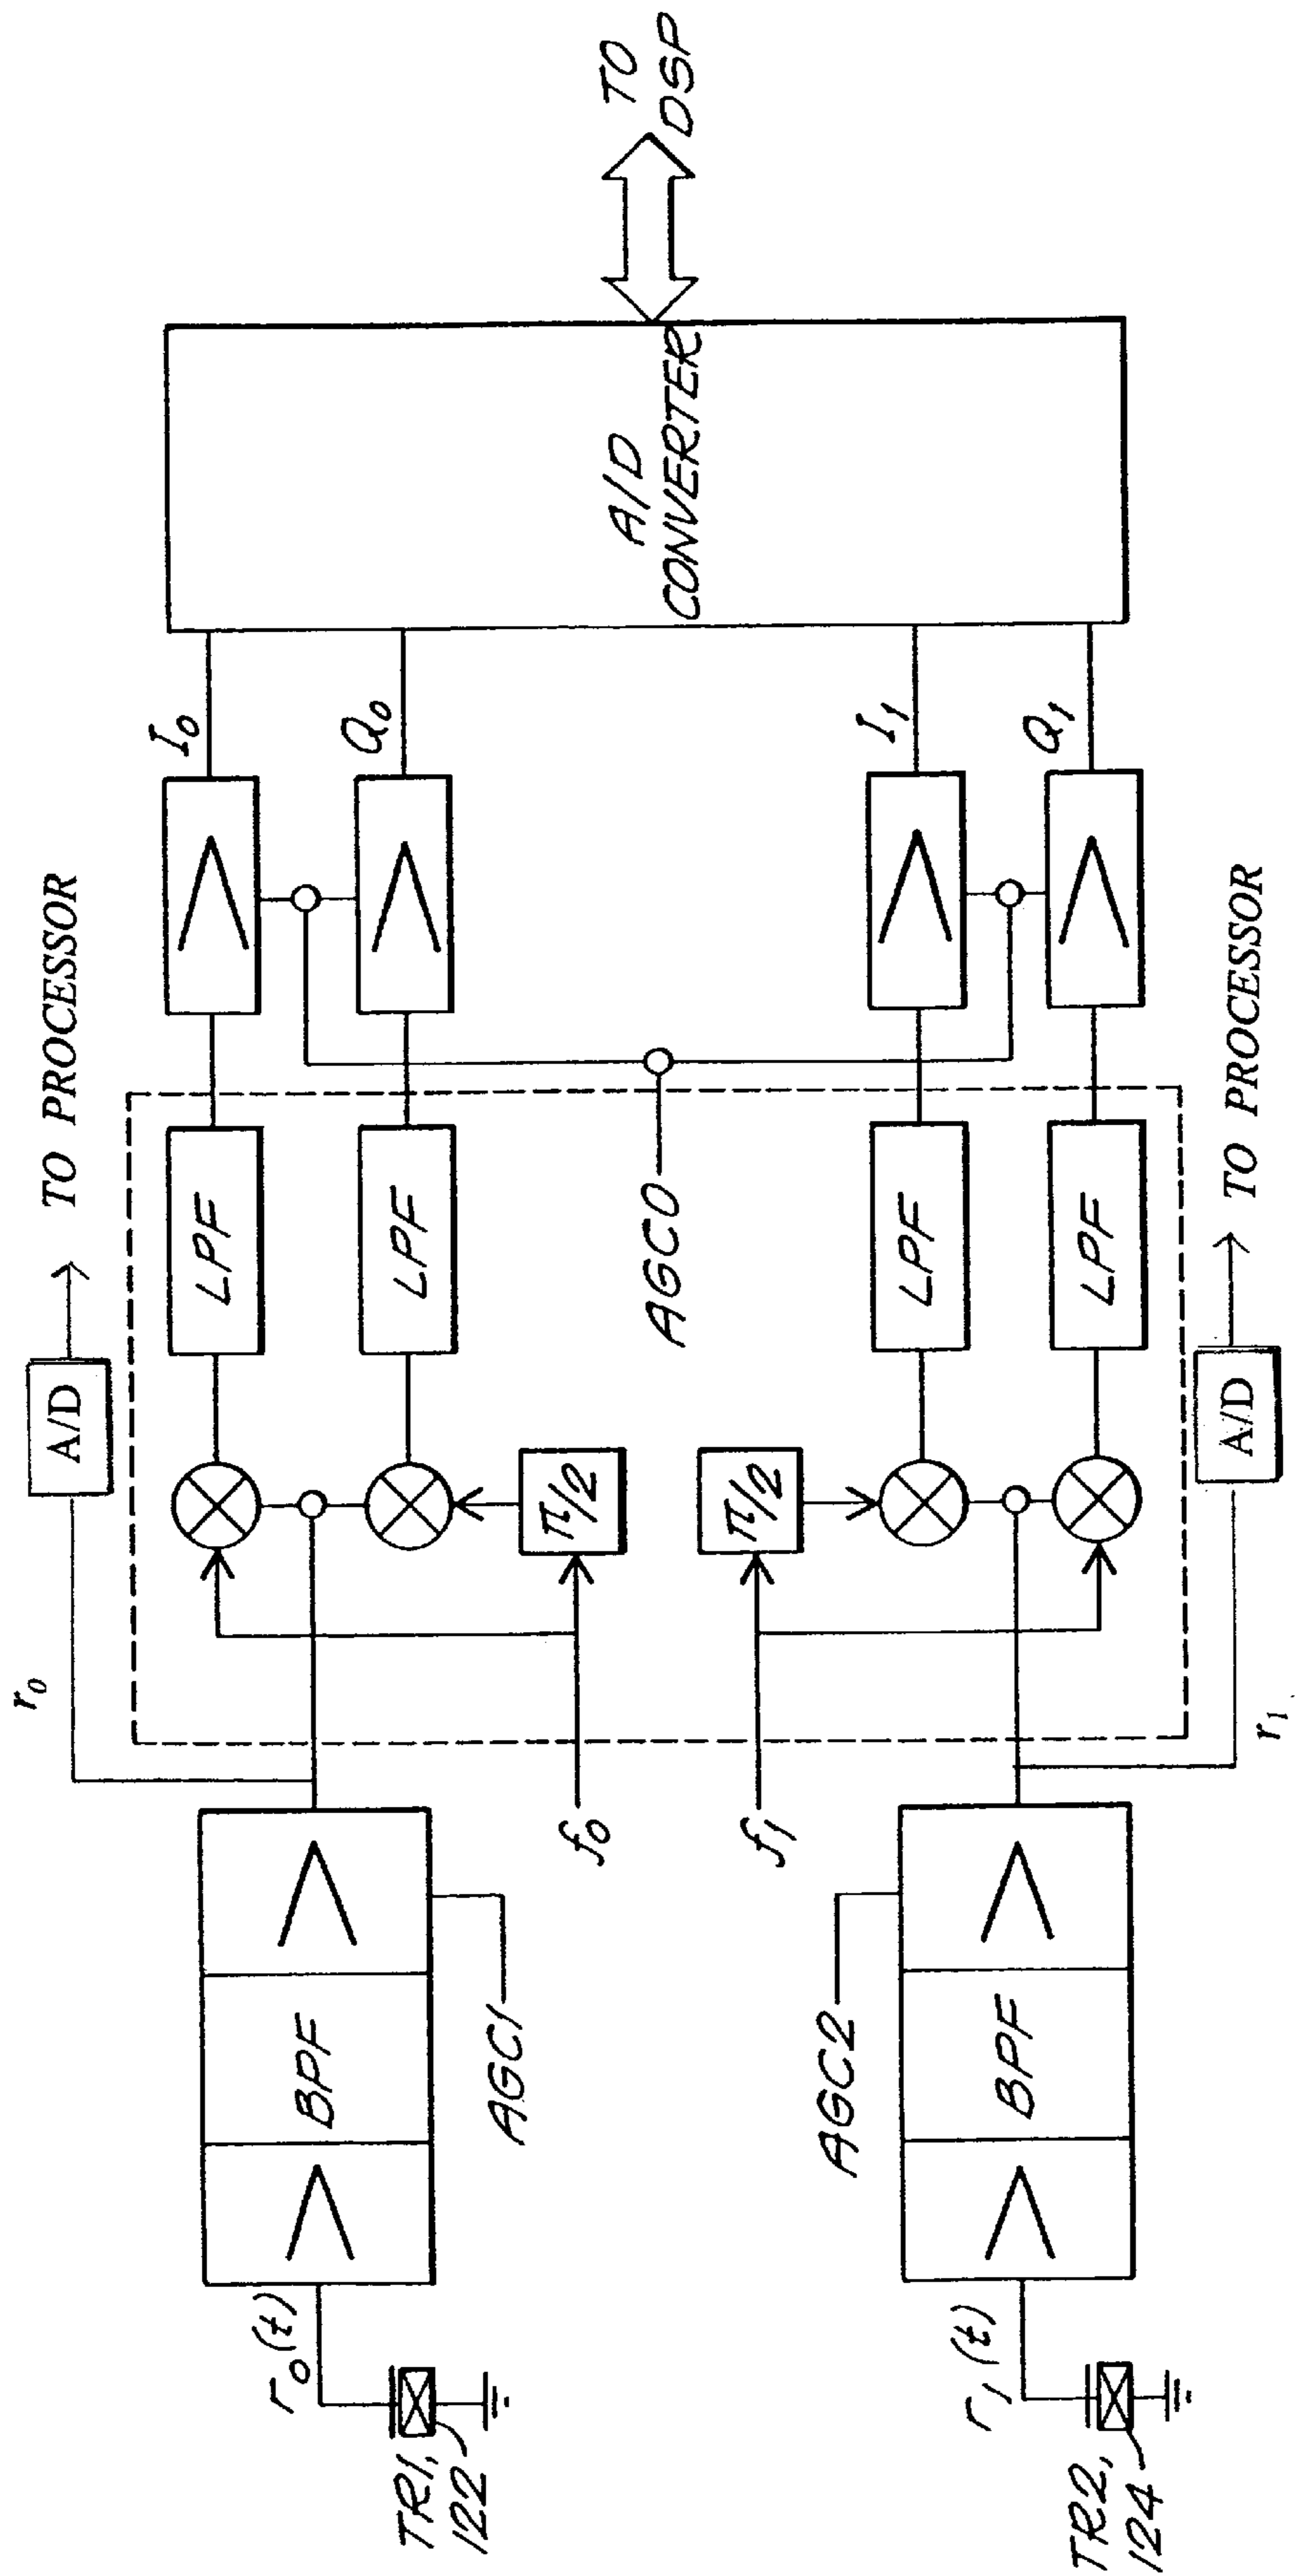 TR1,
122
r0(t)
BPF
AGC1
r0
A/D
TO PROCESSOR
f0
π/2
LPF
LPF
I0
Q0
AGC0
A/D
CONVERTER
TO
DSP
TR2,
124
r1(t)
BPF
AGC2
f1
π/2
LPF
LPF
I1
Q1
r1
A/D
TO PROCESSOR